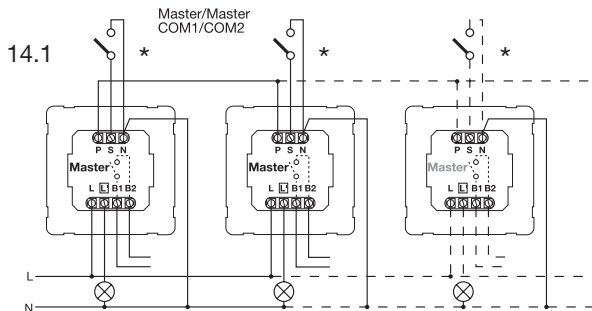 Master/Master
COM1/COM2
14.1
* * *
P S N P S N P S N
Master Master Master
L L' B1 B2 L L' B1 B2 L L' B1 B2
L
N